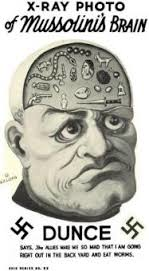 X-RAY PHOTO
of Mussolini's BRAIN
DUNCE
SAYS, The ALLIES MAKE ME SO MAD THAT I AM GOING
RIGHT OUT IN THE BACK YARD AND EAT WORMS.